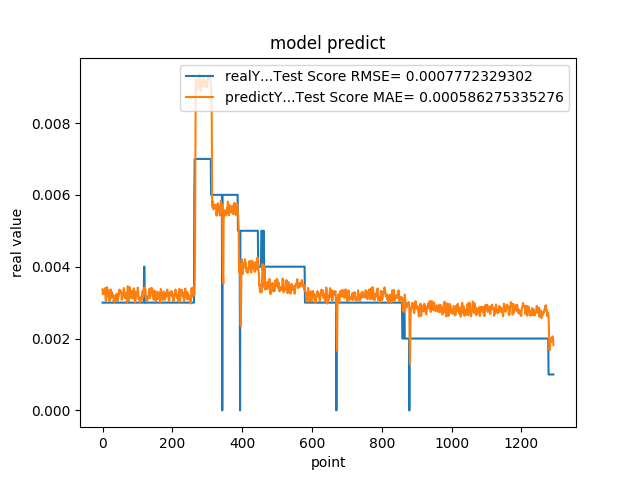 model predict
realY...Test Score RMSE= 0.0007772329302
predictY...Test Score MAE= 0.000586275335276
real value
0.008
0.006
0.004
0.002
0.000
0 200 400 600 800 1000 1200
point